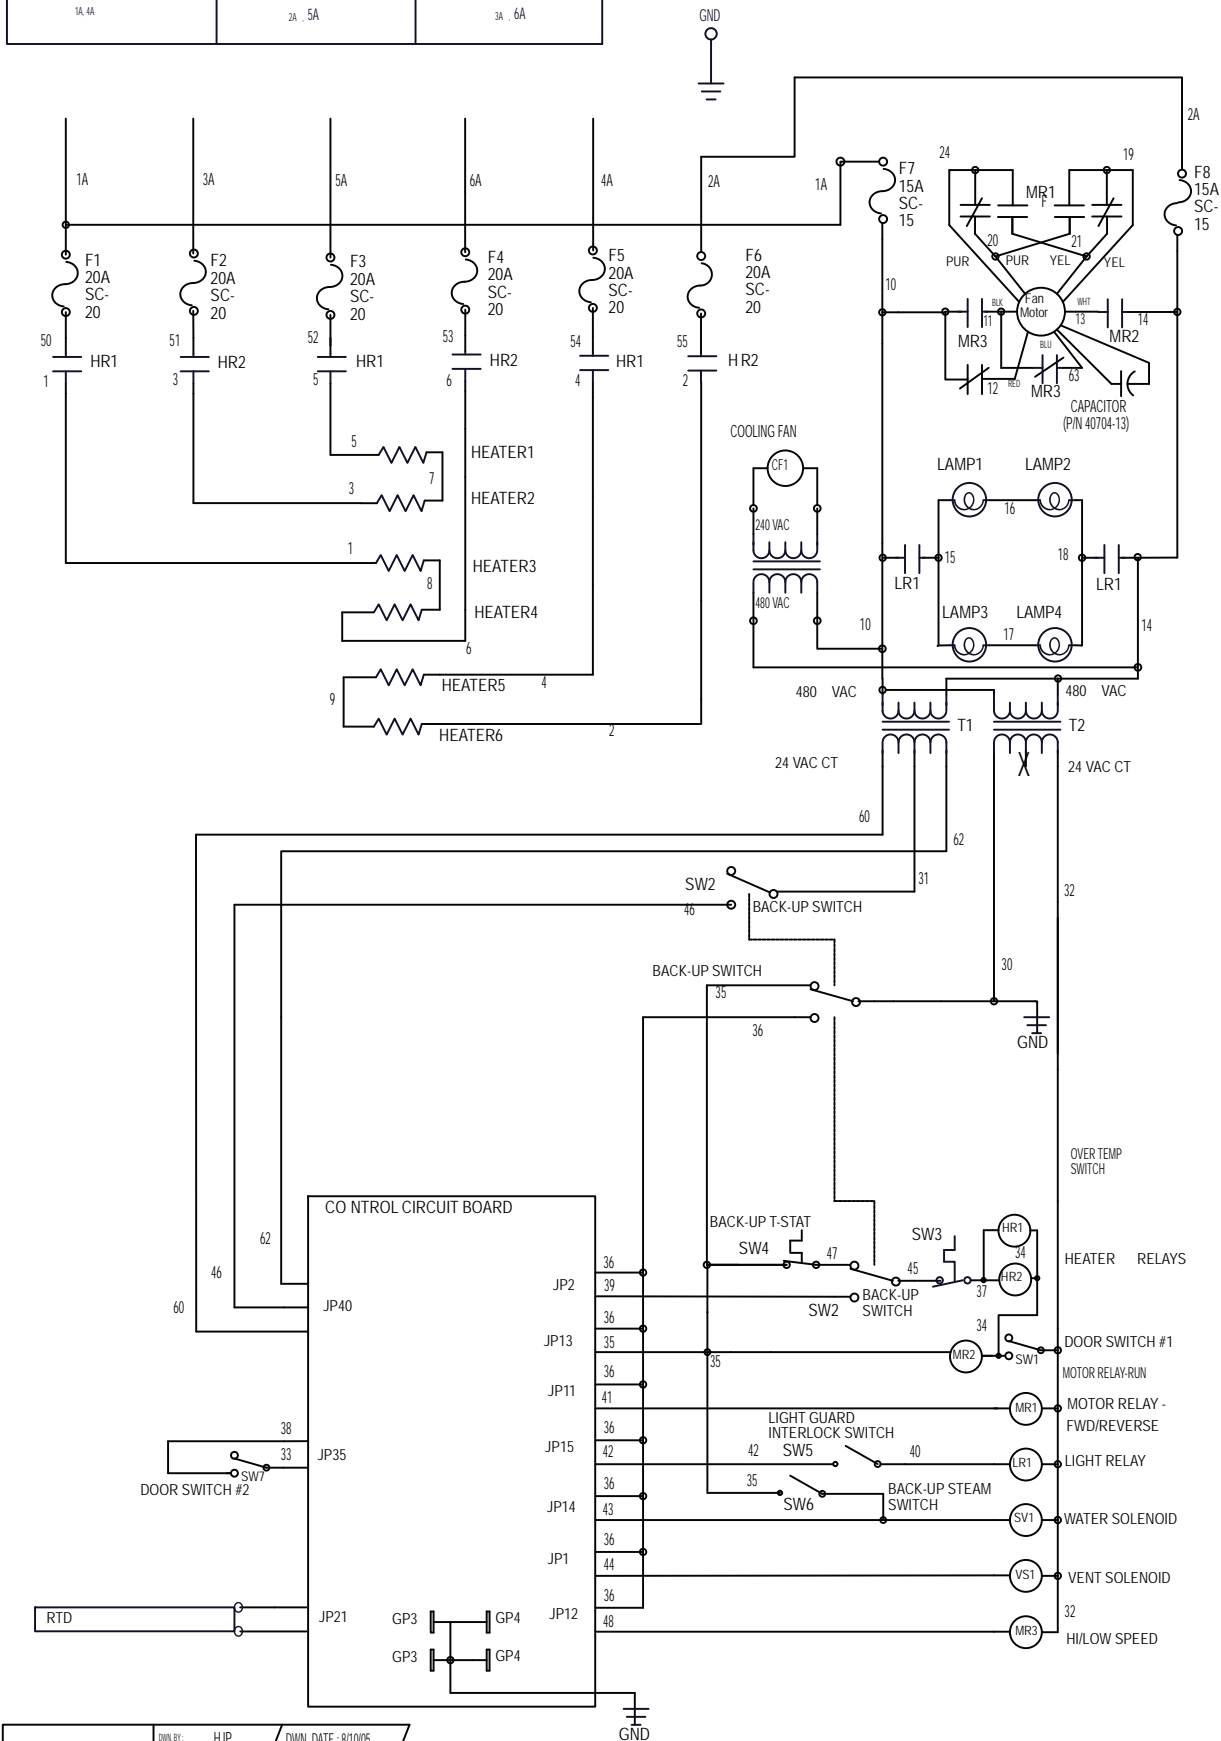 1A, 4A
2A , 5A
3A , 6A
GND
2A
1A
3A
5A
6A
4A
2A
1A
F7
15A
SC-
15
24
19
MR1
F
F8
15A
SC-
15
20
21
PUR
PUR
YEL
YEL
F1
20A
SC-
20
F2
20A
SC-
20
F3
20A
SC-
20
F4
20A
SC-
20
F5
20A
SC-
20
F6
20A
SC-
20
10
Fan
Motor
BLK
WHT
11
13
14
MR3
MR2
BLU
12
RED
MR3
63
CAPACITOR
(P/N 40704-13)
50
51
52
53
54
55
HR1
HR2
HR1
HR2
HR1
H R2
1
3
5
6
4
2
COOLING FAN
CF1
240 VAC
480 VAC
5
HEATER1
7
3
HEATER2
1
HEATER3
8
HEATER4
6
HEATER5
4
9
HEATER6
2
LAMP1
LAMP2
16
15
18
LR1
LR1
LAMP3
LAMP4
17
10
14
480 VAC
480 VAC
T1
T2
24 VAC CT
24 VAC CT
60
62
31
32
SW2
46
BACK-UP SWITCH
BACK-UP SWITCH
35
36
30
GND
OVER TEMP
SWITCH
CO NTROL CIRCUIT BOARD
BACK-UP T-STAT
SW4
47
SW3
HR1
34
HR2
HEATER RELAYS
45
37
62
46
60
36
JP2
39
SW2
BACK-UP
SWITCH
JP40
36
JP13
35
35
34
MR2
SW1
DOOR SWITCH #1
MOTOR RELAY-RUN
36
JP11
41
MR1
MOTOR RELAY -
FWD/REVERSE
LIGHT GUARD
INTERLOCK SWITCH
38
33
JP35
SW7
DOOR SWITCH #2
36
JP15
42
42
SW5
40
LR1
LIGHT RELAY
36
JP14
43
35
SW6
BACK-UP STEAM
SWITCH
SV1
WATER SOLENOID
36
JP1
44
VS1
VENT SOLENOID
36
JP12
48
32
MR3
HI/LOW SPEED
RTD
JP21
GP3
GP4
GP3
GP4
GND
DWN. BY: HJP DWN. DATE : 8/10/05